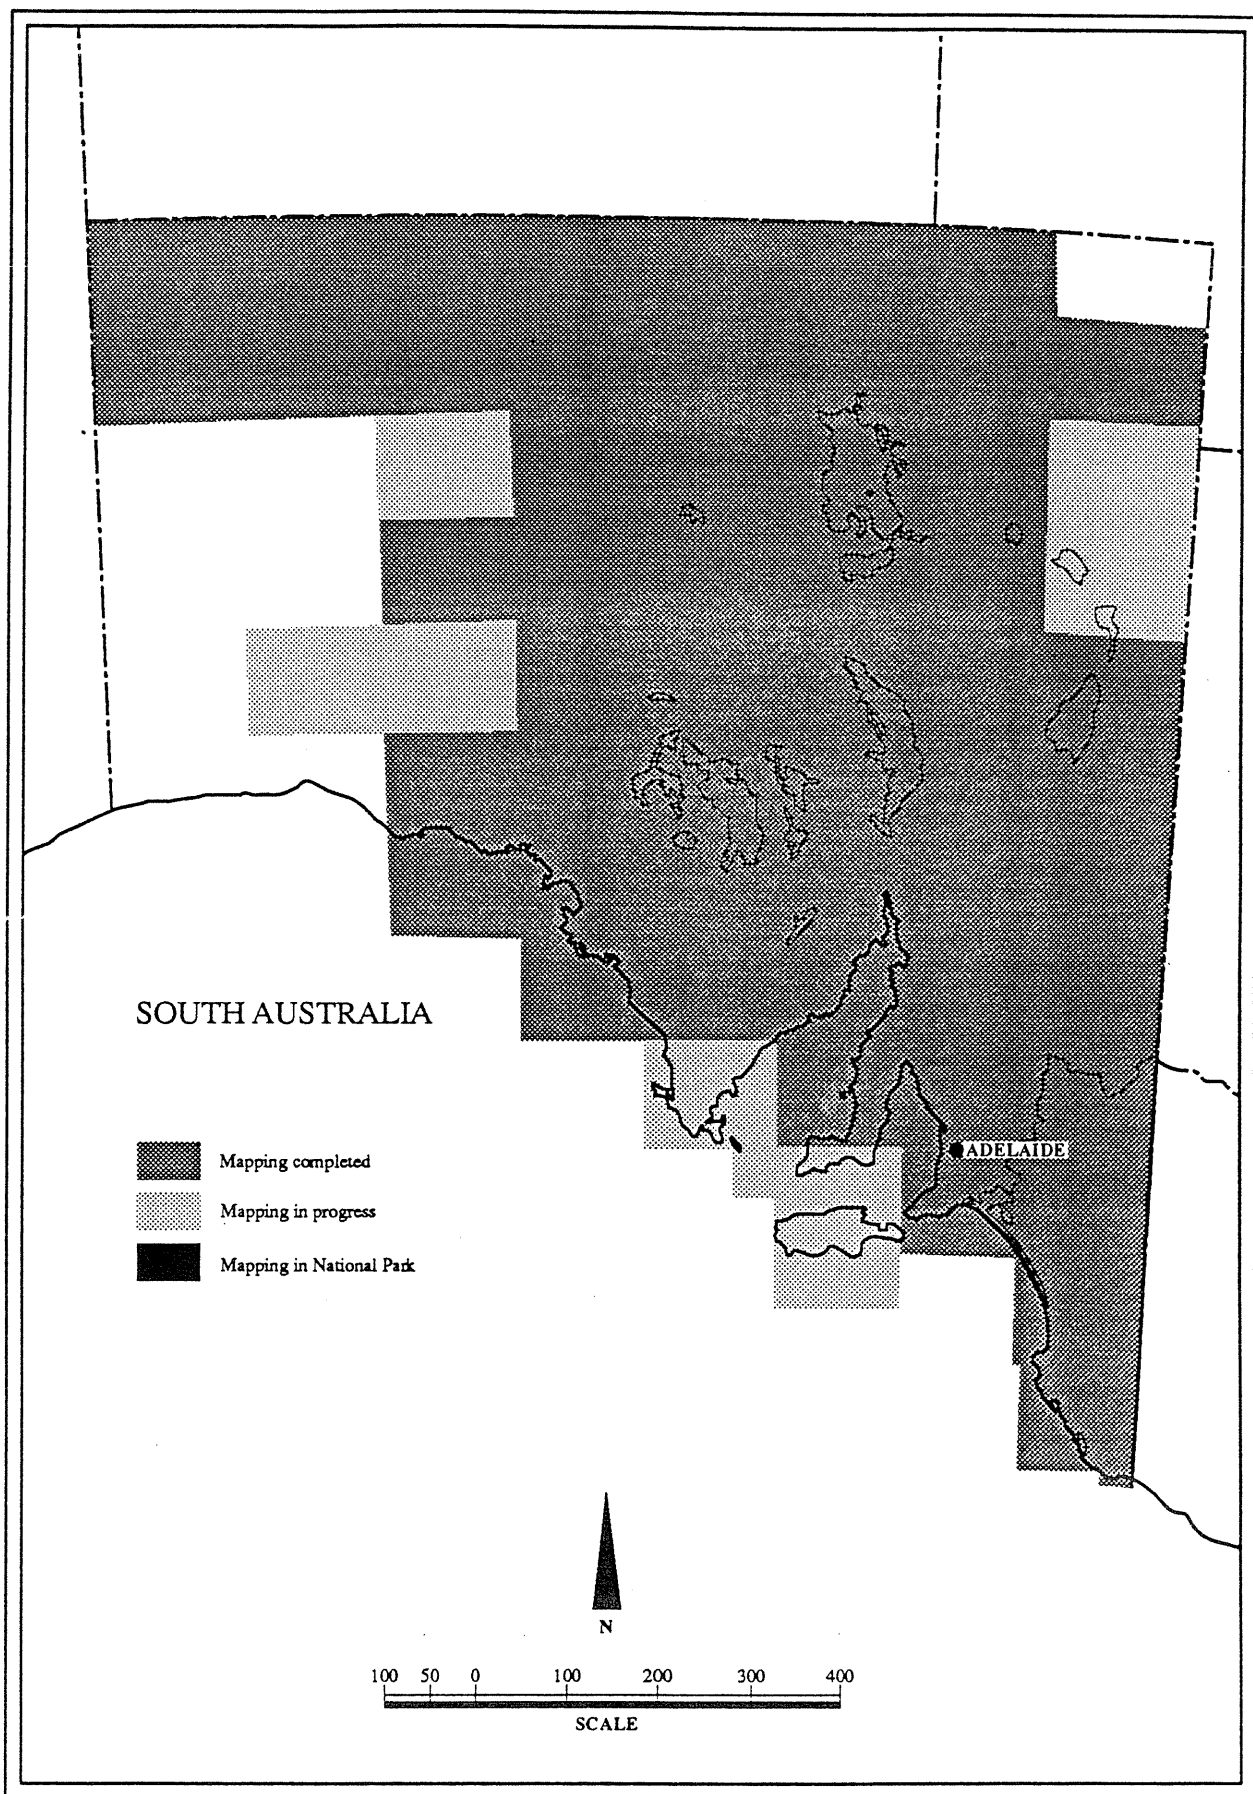 ADELAIDE
SOUTH AUSTRALIA
Mapping completed
Mapping in progress
Mapping in National Park
N
100 50 0 100 200 300 400
SCALE